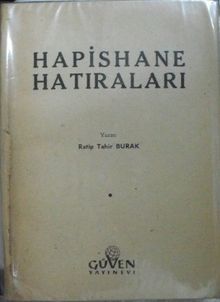 HAPİSHANE
HATIRALARI
Yazan
Ratip Tahir BURAK
GÜVEN
YAYINEVİ